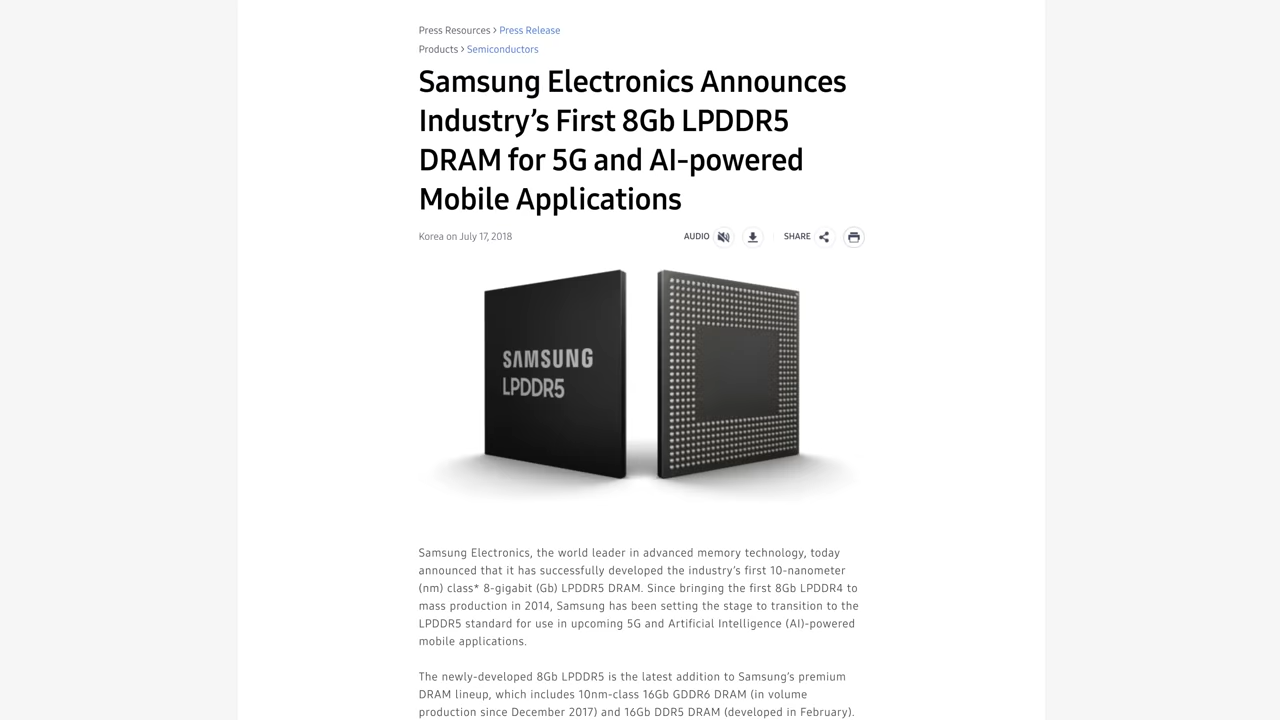 Press Resources > Press Release
Products > Semiconductors
Samsung Electronics Announces
Industry’s First 8Gb LPDDR5
DRAM for 5G and AI-powered
Mobile Applications
Korea on July 17, 2018
AUDIO
SHARE
SAMSUNG
LPDDR5
Samsung Electronics, the world leader in advanced memory technology, today
announced that it has successfully developed the industry’s first 10-nanometer
(nm) class* 8-gigabit (Gb) LPDDR5 DRAM. Since bringing the first 8Gb LPDDR4 to
mass production in 2014, Samsung has been setting the stage to transition to the
LPDDR5 standard for use in upcoming 5G and Artificial Intelligence (AI)-powered
mobile applications.
The newly-developed 8Gb LPDDR5 is the latest addition to Samsung’s premium
DRAM lineup, which includes 10nm-class 16Gb GDDR6 DRAM (in volume
production since December 2017) and 16Gb DDR5 DRAM (developed in February).